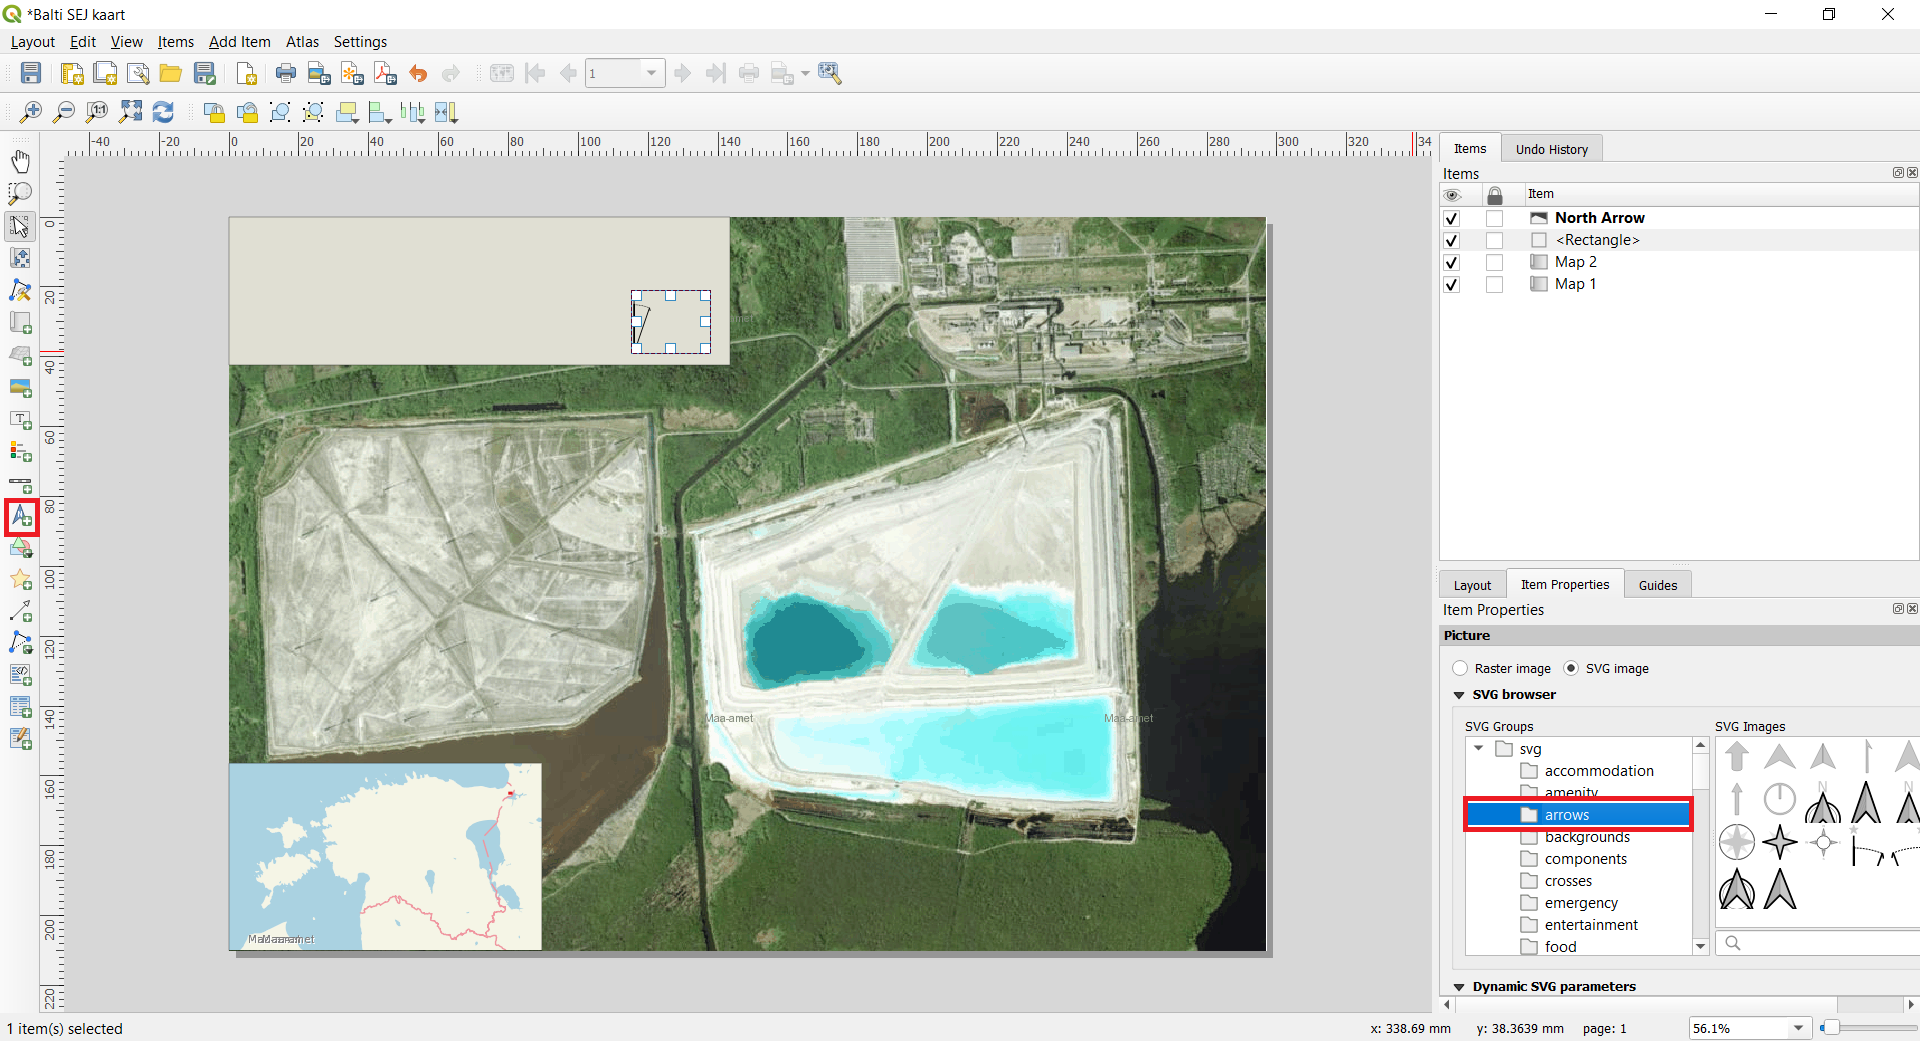 *Balti SEJ kaart
Layout Edit View Items Add Item Atlas Settings
1
-40 -20 0 20 40 60 80 100 120 140 160 180 200 220 240 260 280 300 320 34
0
20
40
60
80
100
120
140
160
180
200
220
Maa-amet
Maa-amet
Items Undo History
Items
Item
North Arrow
<Rectangle>
Map 2
Map 1
Layout Item Properties Guides
Item Properties
Picture
Raster image SVG image
SVG browser
SVG Groups SVG Images
svg
accommodation
amenity
arrows
backgrounds
components
crosses
emergency
entertainment
food
N
N
Dynamic SVG parameters
1 item(s) selected
x: 338.69 mm y: 38.3639 mm page: 1
56.1%